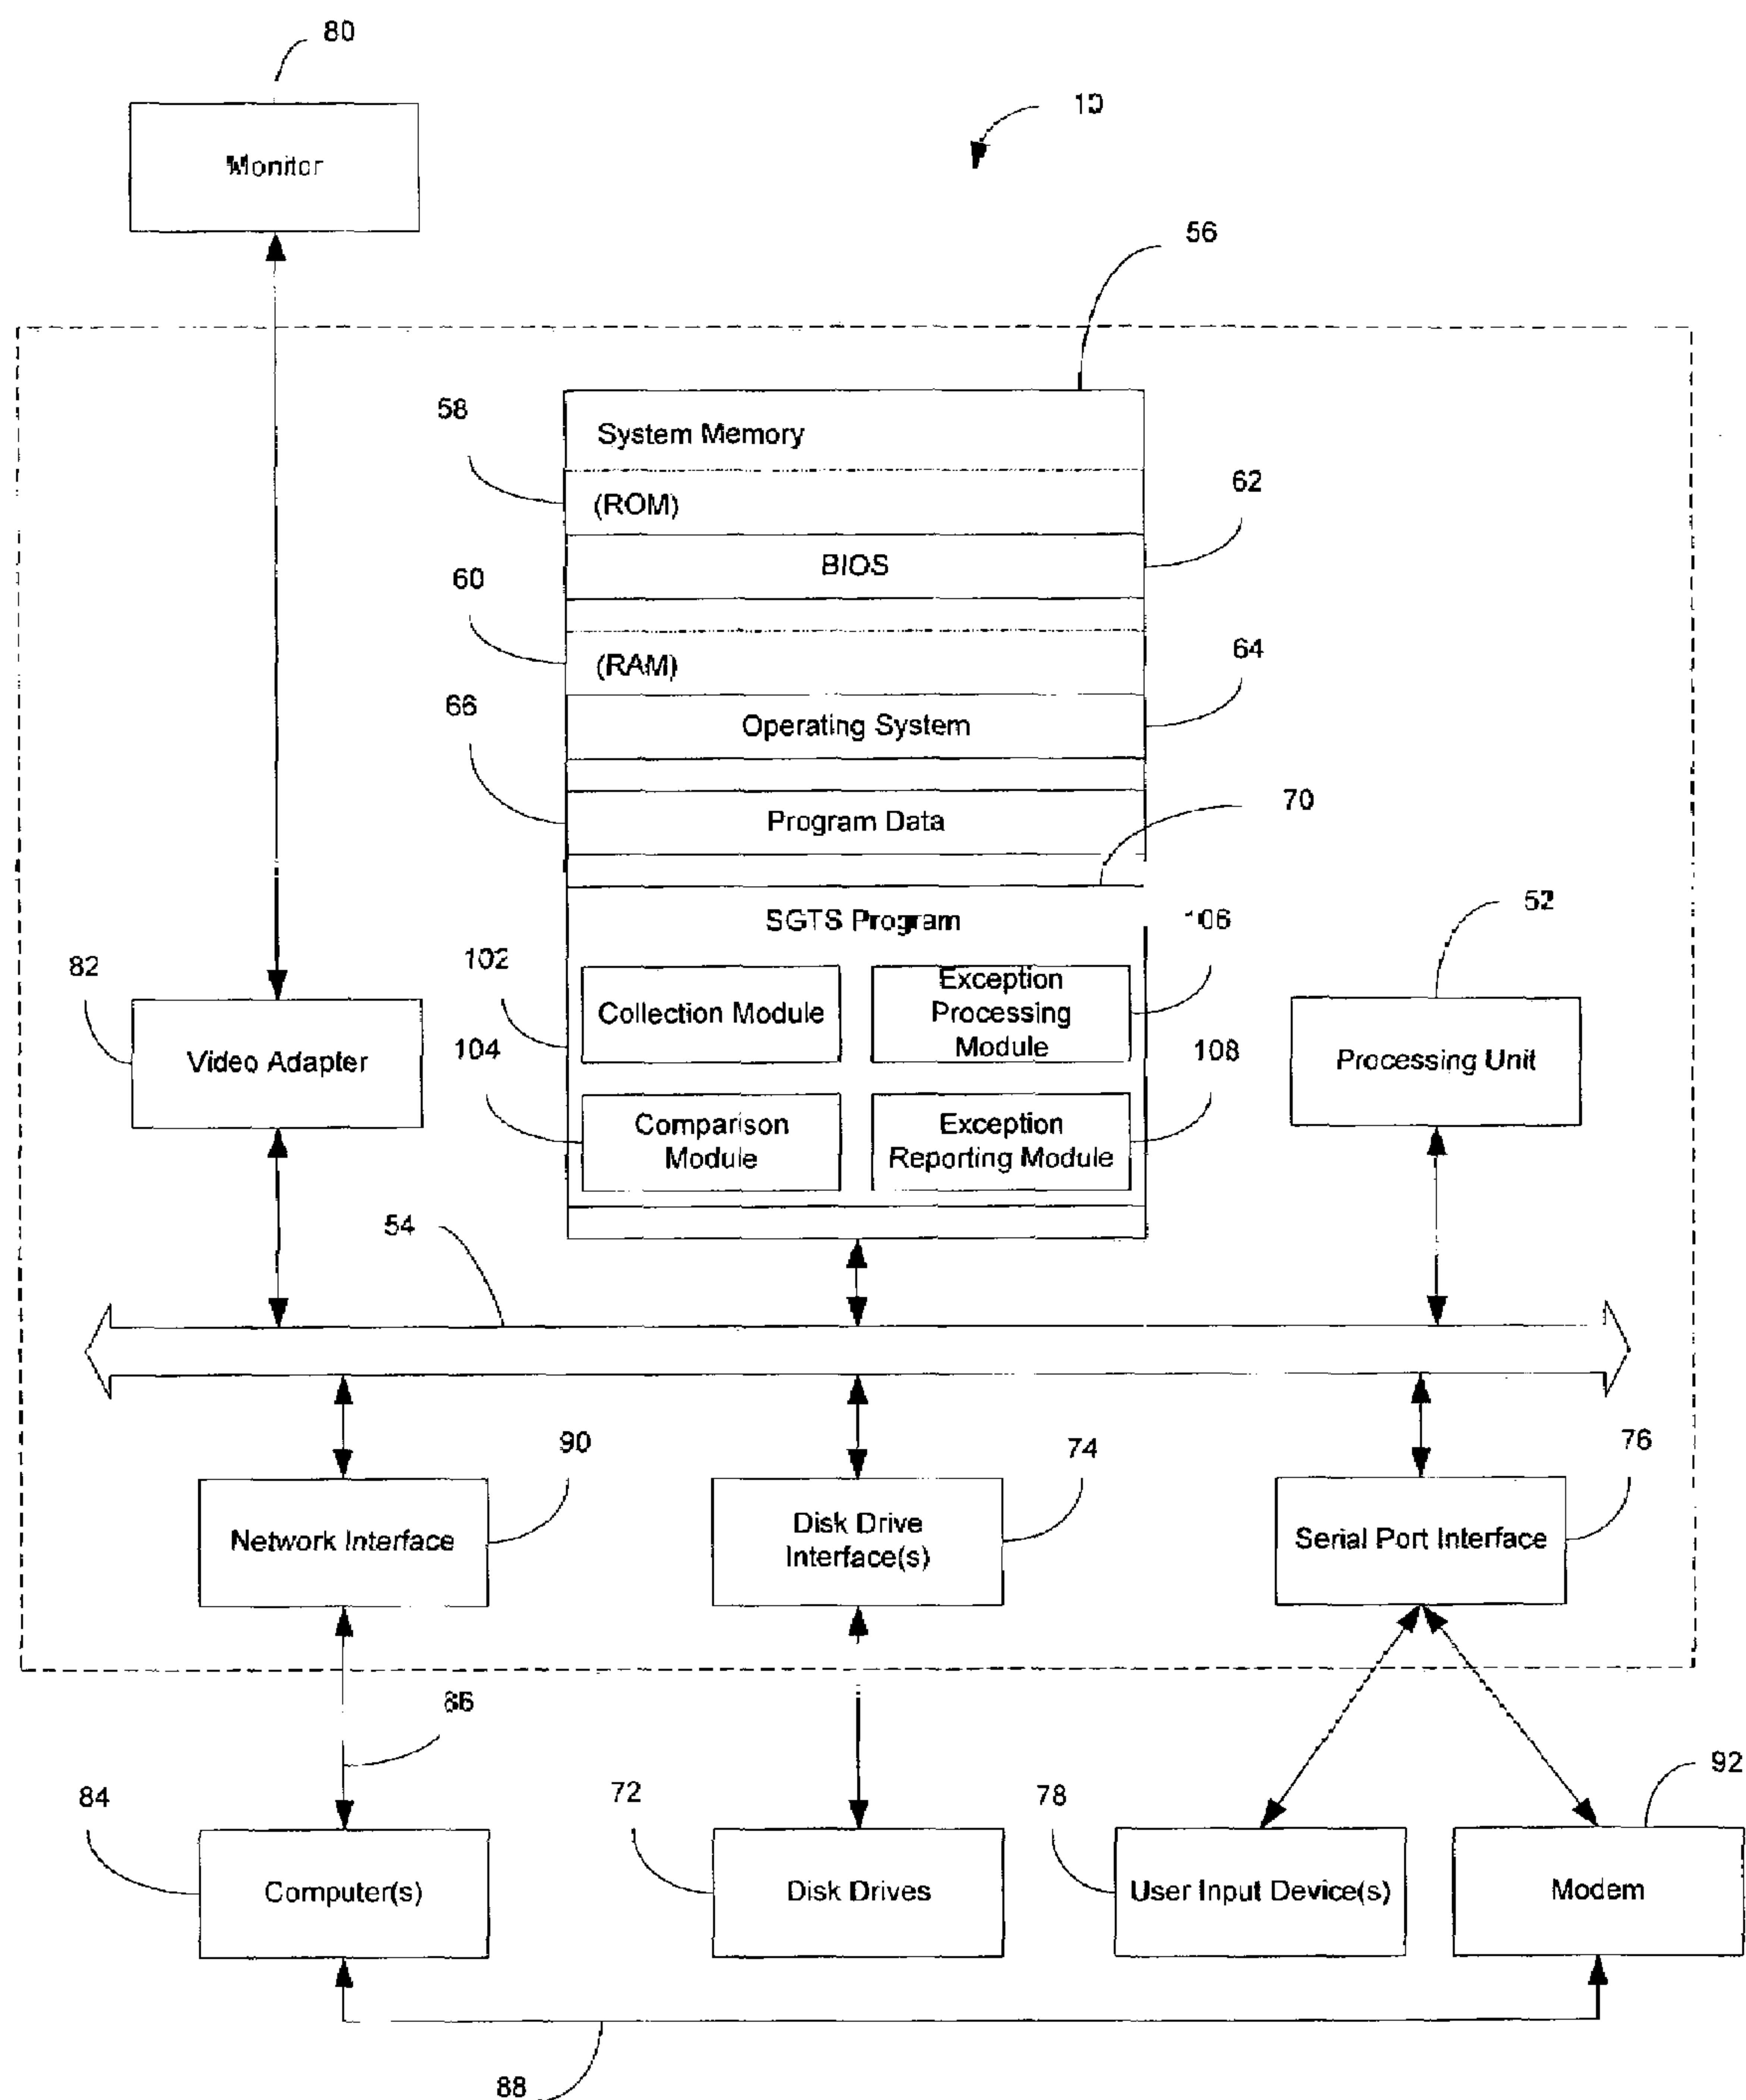 80
10
Monitor
56
58
System Memory
(ROM)
62
BIOS
60
(RAM)
64
66
Operating System
70
Program Data
SGTS Program
106
52
102
Collection Module
Exception
Processing
Module
82
Video Adapter
104
108
Processing Unit
Comparison
Module
Exception
Reporting Module
54
90
74
76
Network Interface
Disk Drive
Interface(s)
Serial Port Interface
86
84
72
78
92
Computer(s)
Disk Drives
User Input Device(s)
Modem
88